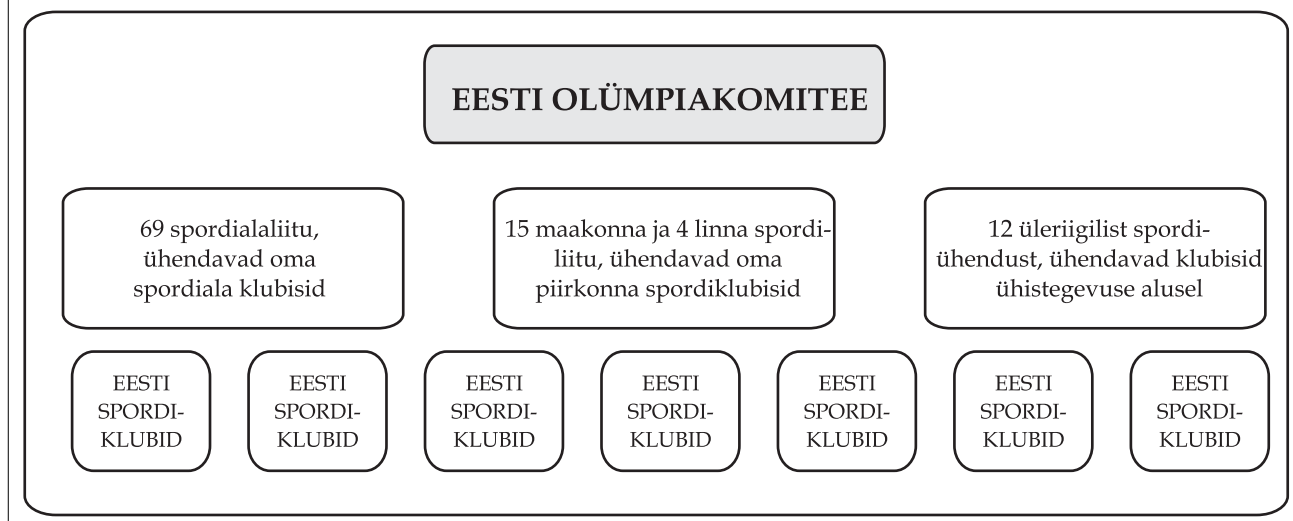 EESTI OLÜMPIAKOMITEE
69 spordialaliitu,
ühendavad oma
spordiala klubisid
15 maakonna ja 4 linna spordi-
liitu, ühendavad oma
piirkonna spordiklubisid
12 üleriigilist spordi-
ühendust, ühendavad klubisid
ühistegevuse alusel
EESTI
SPORDI-
KLUBID
EESTI
SPORDI-
KLUBID
EESTI
SPORDI-
KLUBID
EESTI
SPORDI-
KLUBID
EESTI
SPORDI-
KLUBID
EESTI
SPORDI-
KLUBID
EESTI
SPORDI-
KLUBID